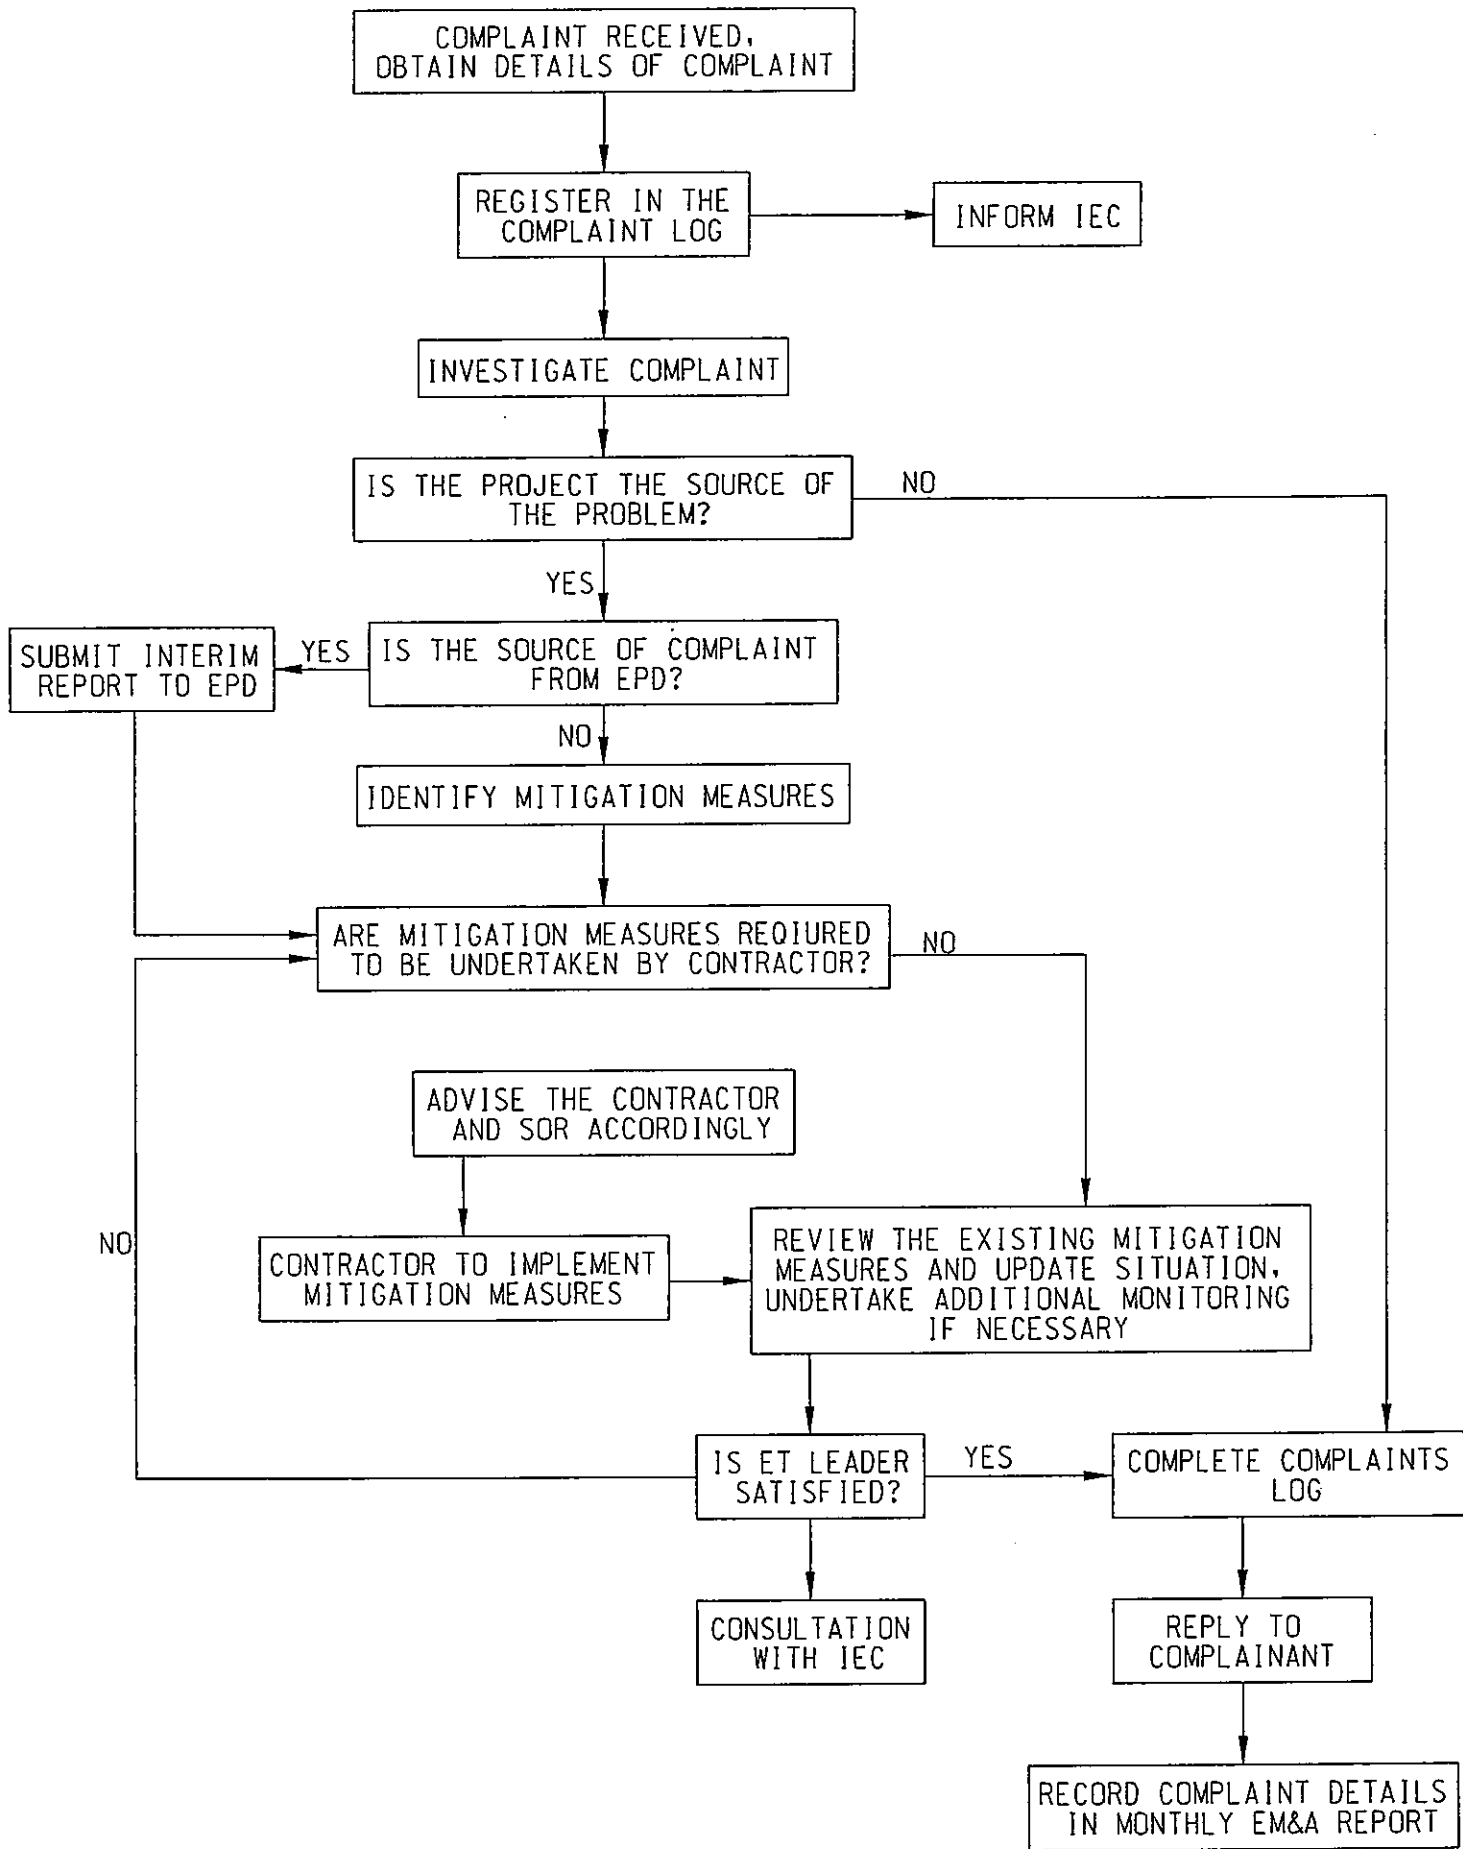 COMPLAINT RECEIVED,
OBTAIN DETAILS OF COMPLAINT
REGISTER IN THE
COMPLAINT LOG
INFORM IEC
INVESTIGATE COMPLAINT
IS THE PROJECT THE SOURCE OF
THE PROBLEM?
NO
YES
SUBMIT INTERIM
REPORT TO EPD
YES
IS THE SOURCE OF COMPLAINT
FROM EPD?
NO
IDENTIFY MITIGATION MEASURES
ARE MITIGATION MEASURES REQIURED
TO BE UNDERTAKEN BY CONTRACTOR?
NO
ADVISE THE CONTRACTOR
AND SOR ACCORDINGLY
NO
CONTRACTOR TO IMPLEMENT
MITIGATION MEASURES
REVIEW THE EXISTING MITIGATION
MEASURES AND UPDATE SITUATION,
UNDERTAKE ADDITIONAL MONITORING
IF NECESSARY
IS ET LEADER
SATISFIED?
YES
COMPLETE COMPLAINTS
LOG
CONSULTATION
WITH IEC
REPLY TO
COMPLAINANT
RECORD COMPLAINT DETAILS
IN MONTHLY EM&A REPORT